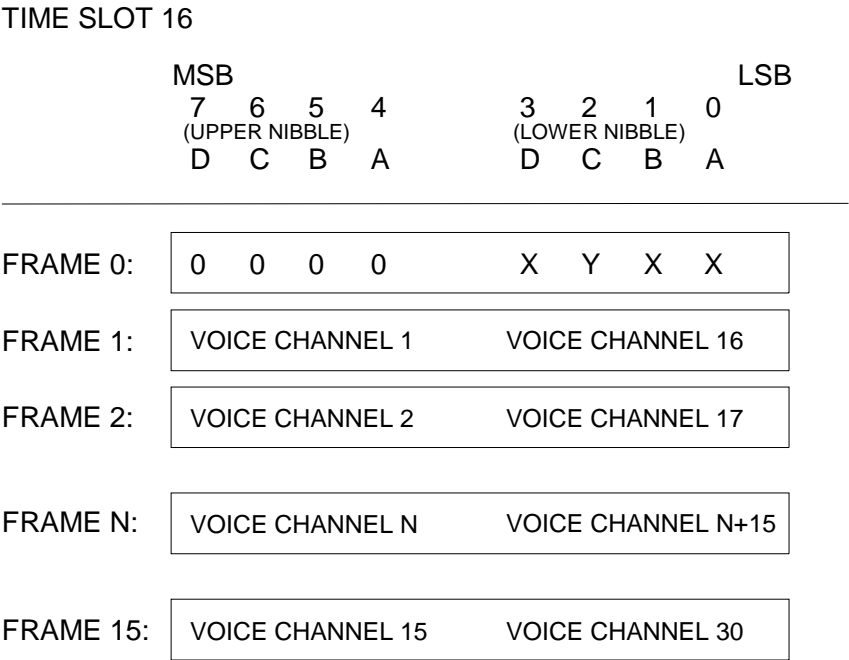 TIME SLOT 16
MSB LSB
7 6 5 4 3 2 1 0
(UPPER NIBBLE) (LOWER NIBBLE)
D C B A D C B A
FRAME 0: 0 0 0 0 X Y X X
FRAME 1: VOICE CHANNEL 1 VOICE CHANNEL 16
FRAME 2: VOICE CHANNEL 2 VOICE CHANNEL 17
FRAME N: VOICE CHANNEL N VOICE CHANNEL N+15
FRAME 15: VOICE CHANNEL 15 VOICE CHANNEL 30